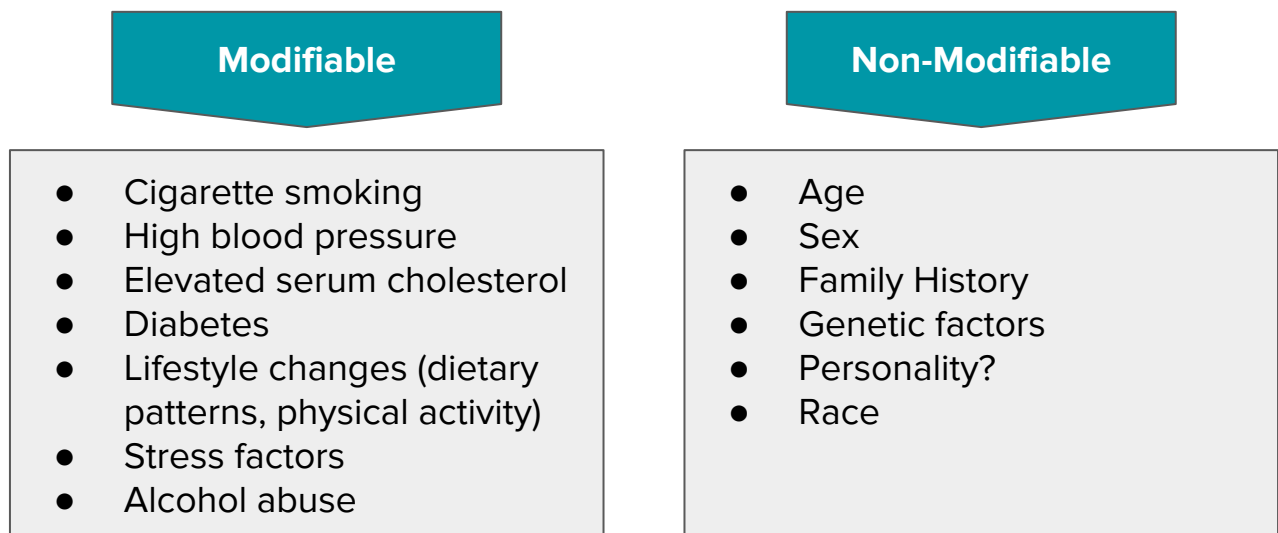 Modifiable
● Cigarette smoking
● High blood pressure
● Elevated serum cholesterol
● Diabetes
● Lifestyle changes (dietary
patterns, physical activity)
● Stress factors
● Alcohol abuse
Non-Modifiable
● Age
● Sex
● Family History
● Genetic factors
● Personality?
● Race